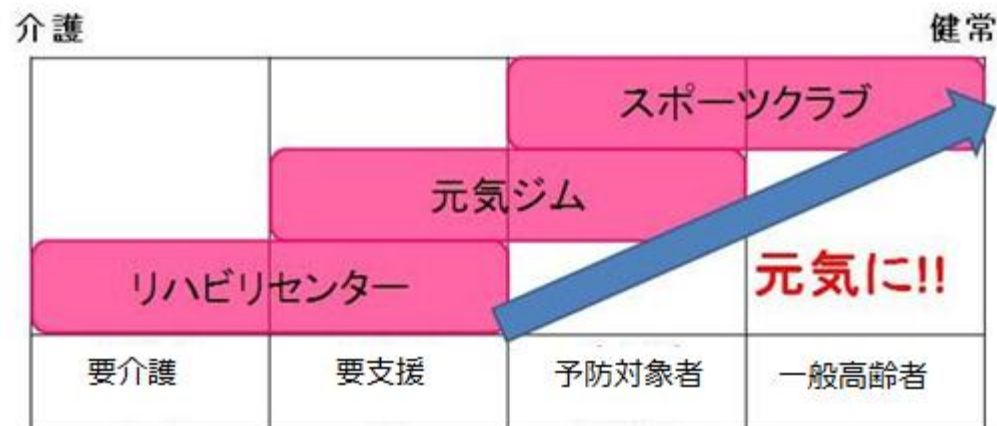 介護
健常
スポーツクラブ
元気ジム
リハビリセンター
元気に!!
要介護
要支援
予防対象者
一般高齢者